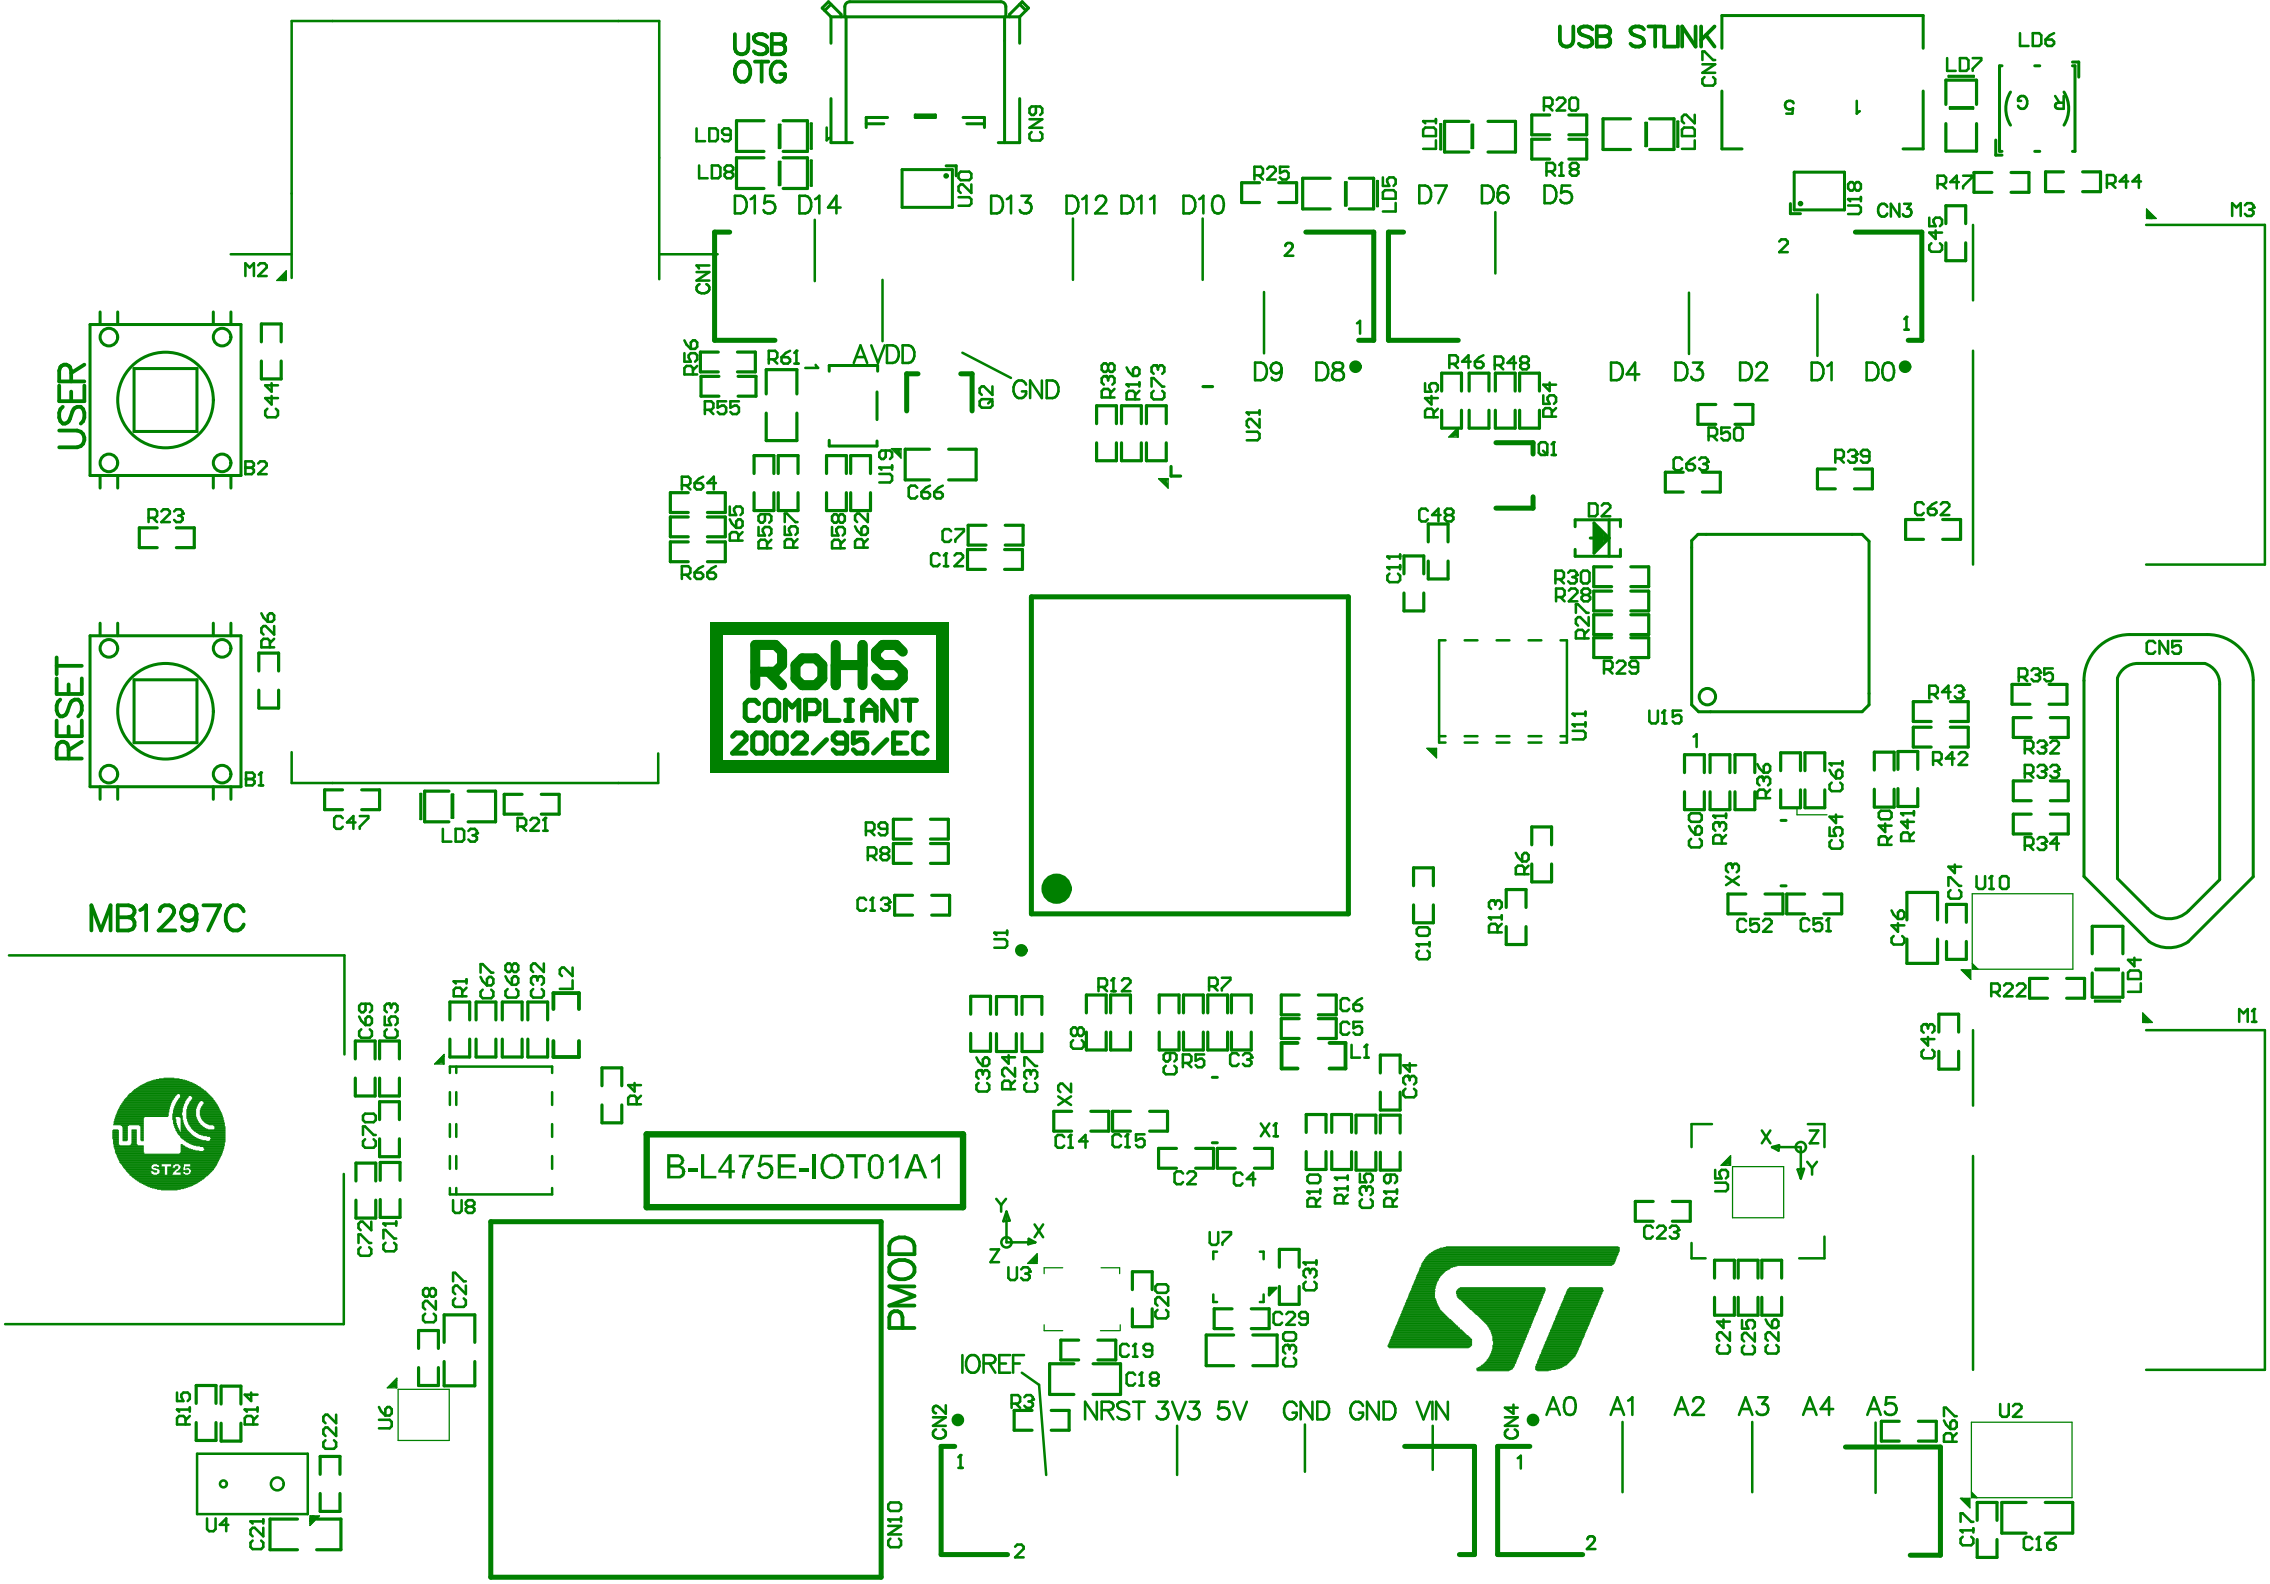 USB STLINK
USB
OTG
LD6
LD7
CN7
5
1
G
R
CN9
LD9
LD8
LD1
R20
R18
LD2
R25
LD5
R47
R44
U20
U18
CN3
C45
M3
D15
D14
D13
D12
D11
D10
D7
D6
D5
M2
CN1
2
2
1
1
USER
C44
B2
R56
R55
R61
1
AVDD
GND
Q2
D9
D8
D4
D3
D2
D1
D0
R38
R16
C73
U21
R46
R48
R45
R54
Q1
R50
C63
R39
R64
R65
R66
R59
R57
R58
R62
U19
C66
R23
C7
C12
C48
C11
D2
C62
R30
R28
R27
R29
RESET
R26
B1
RoHS
COMPLIANT
2002/95/EC
U11
U15
1
CN5
R35
R32
R33
R34
R43
R42
C47
LD3
R21
R9
R8
C13
C60
R31
R36
C61
C54
R40
R41
R6
R13
C10
X3
C52
C51
C46
C74
U10
LD4
R22
MB1297C
U1
R1
C67
C68
C32
L2
C69
C53
C70
C72
C71
R4
U8
R12
R7
C6
C5
C36
R24
C37
C8
C9
R5
C3
L1
C34
X2
C14
C15
X1
C2
C4
R10
R11
C35
R19
C43
M1
ST25
B-L475E-IOT01A1
X
Z
Y
U5
C23
Y
X
Z
U3
U7
C31
C20
C29
C30
C19
C18
C24
C25
C26
ST
PMOD
C28
C27
IOREF
R3
CN2
NRST
3V3
5V
GND
GND
VIN
CN4
A0
A1
A2
A3
A4
A5
R67
U2
R15
R14
U6
C22
1
1
U4
C21
CN10
2
2
C17
C16